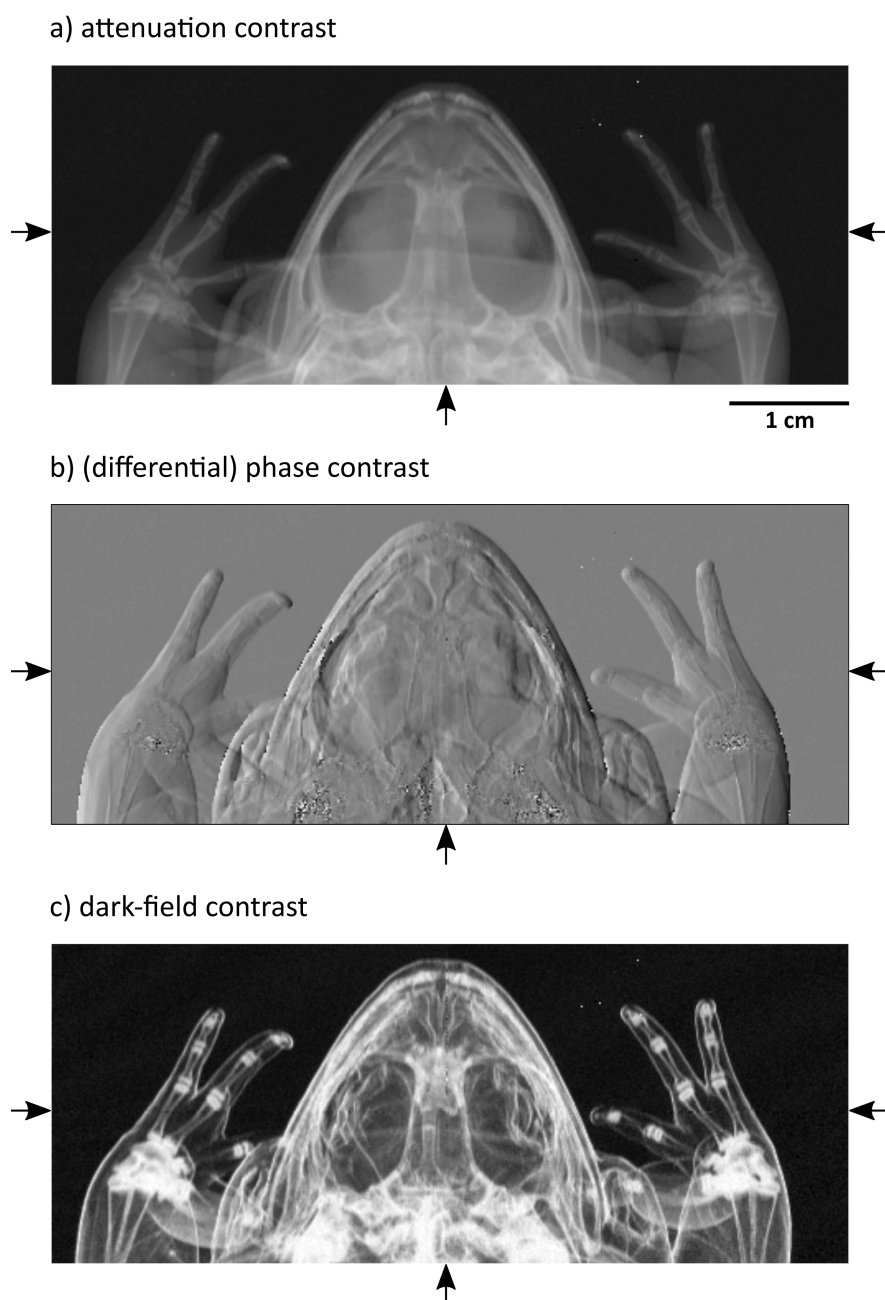 a) attenuation contrast
1 cm
b) (differential) phase contrast
c) dark-field contrast